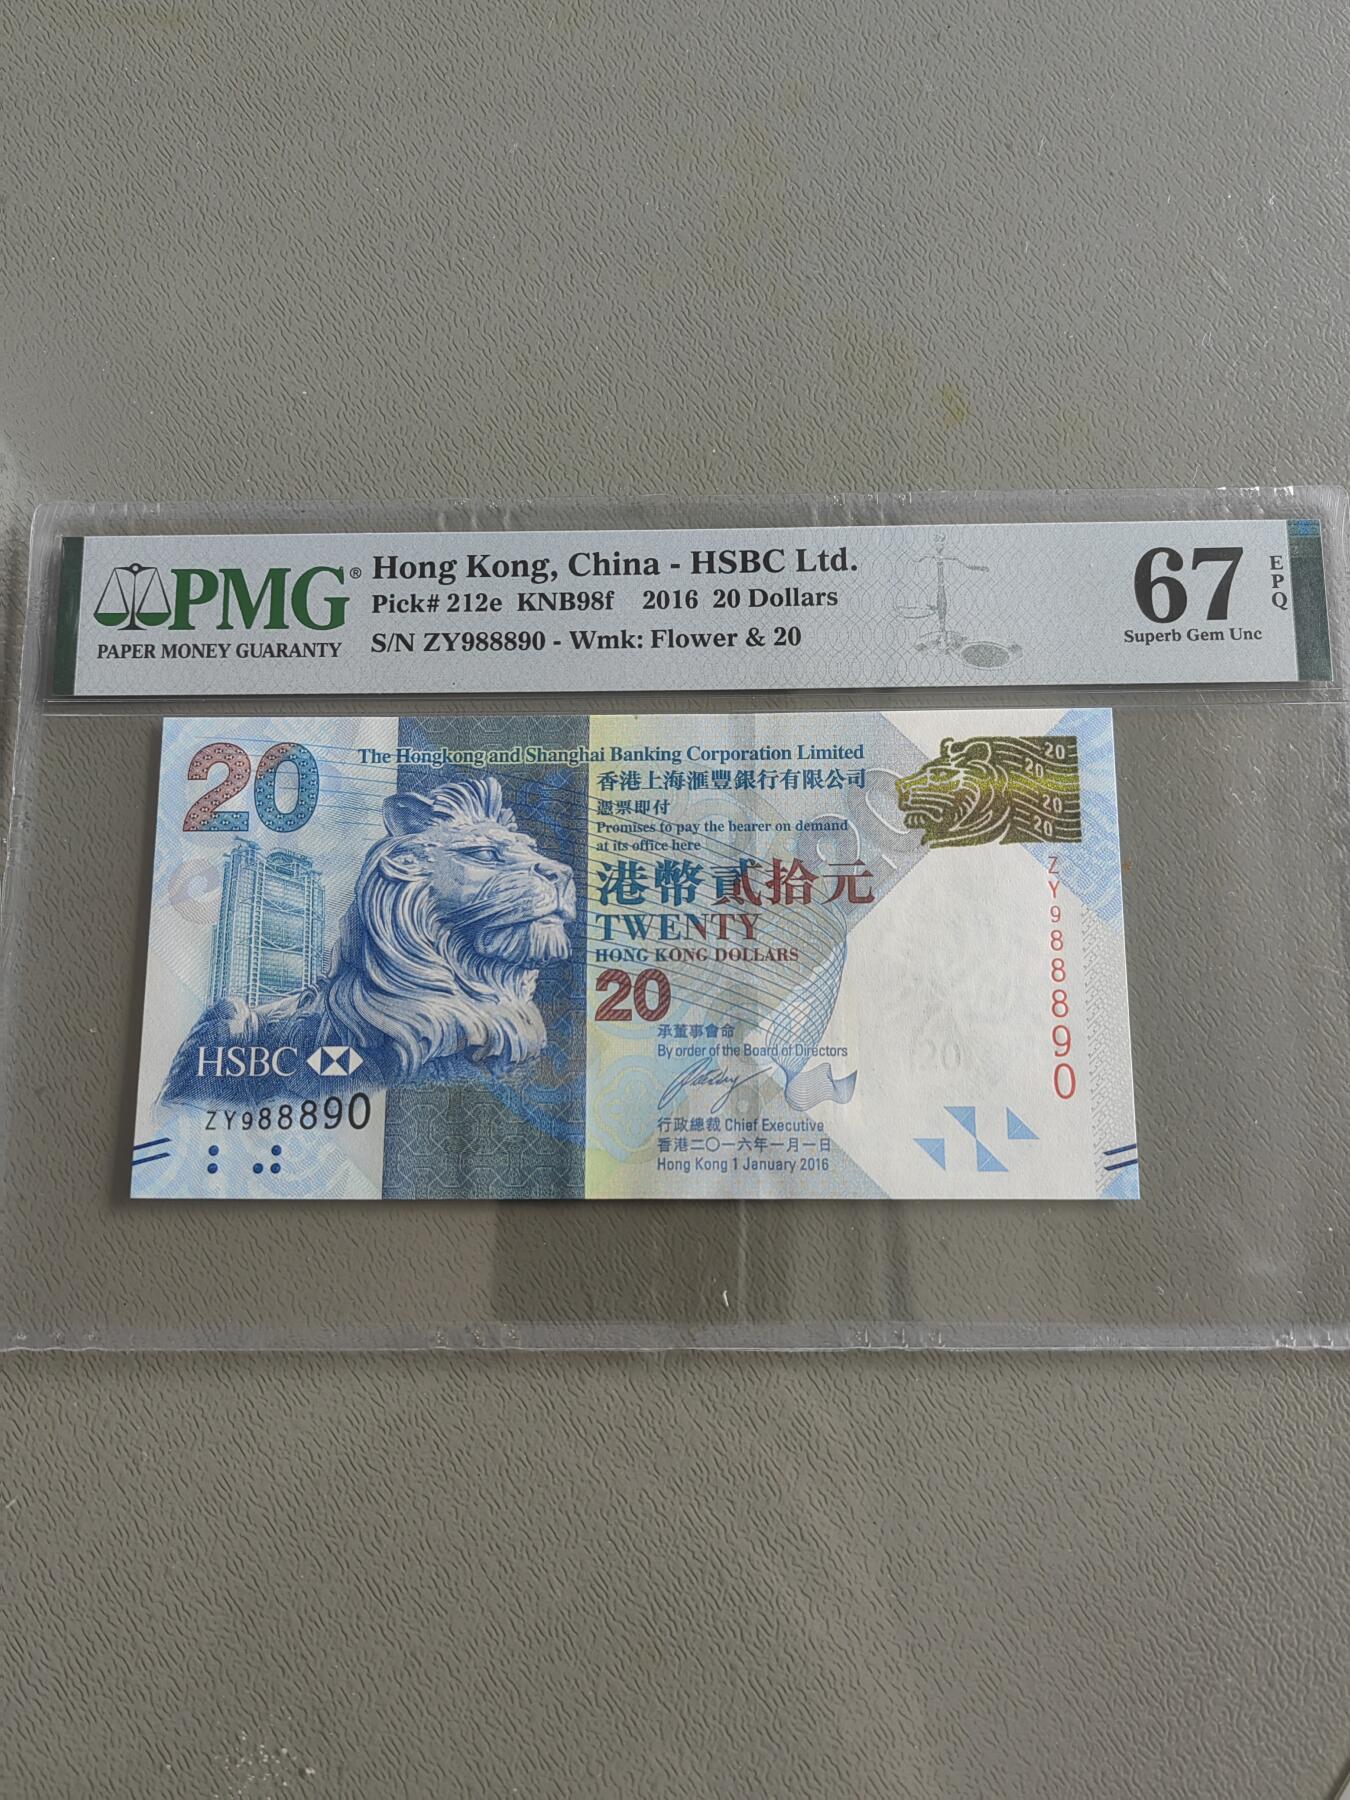 PMG®
PAPER MONEY GUARANTY
Hong Kong, China - HSBC Ltd.
Pick# 212e KNB98f 2016 20 Dollars
S/N ZY988890 - Wmk: Flower & 20
67
EPQ
Superb Gem Unc
20
The Hongkong and Shanghai Banking Corporation Limited
香港上海滙豐銀行有限公司
憑票即付
Promises to pay the bearer on demand
at its office here
港幣貳拾元
TWENTY
HONG KONG DOLLARS
20
承董事會命
By order of the Board of Directors
行政總裁 Chief Executive
香港二〇一六年一月一日
Hong Kong 1 January 2016
HSBC
ZY988890
20
20
20
20
ZY988890
20